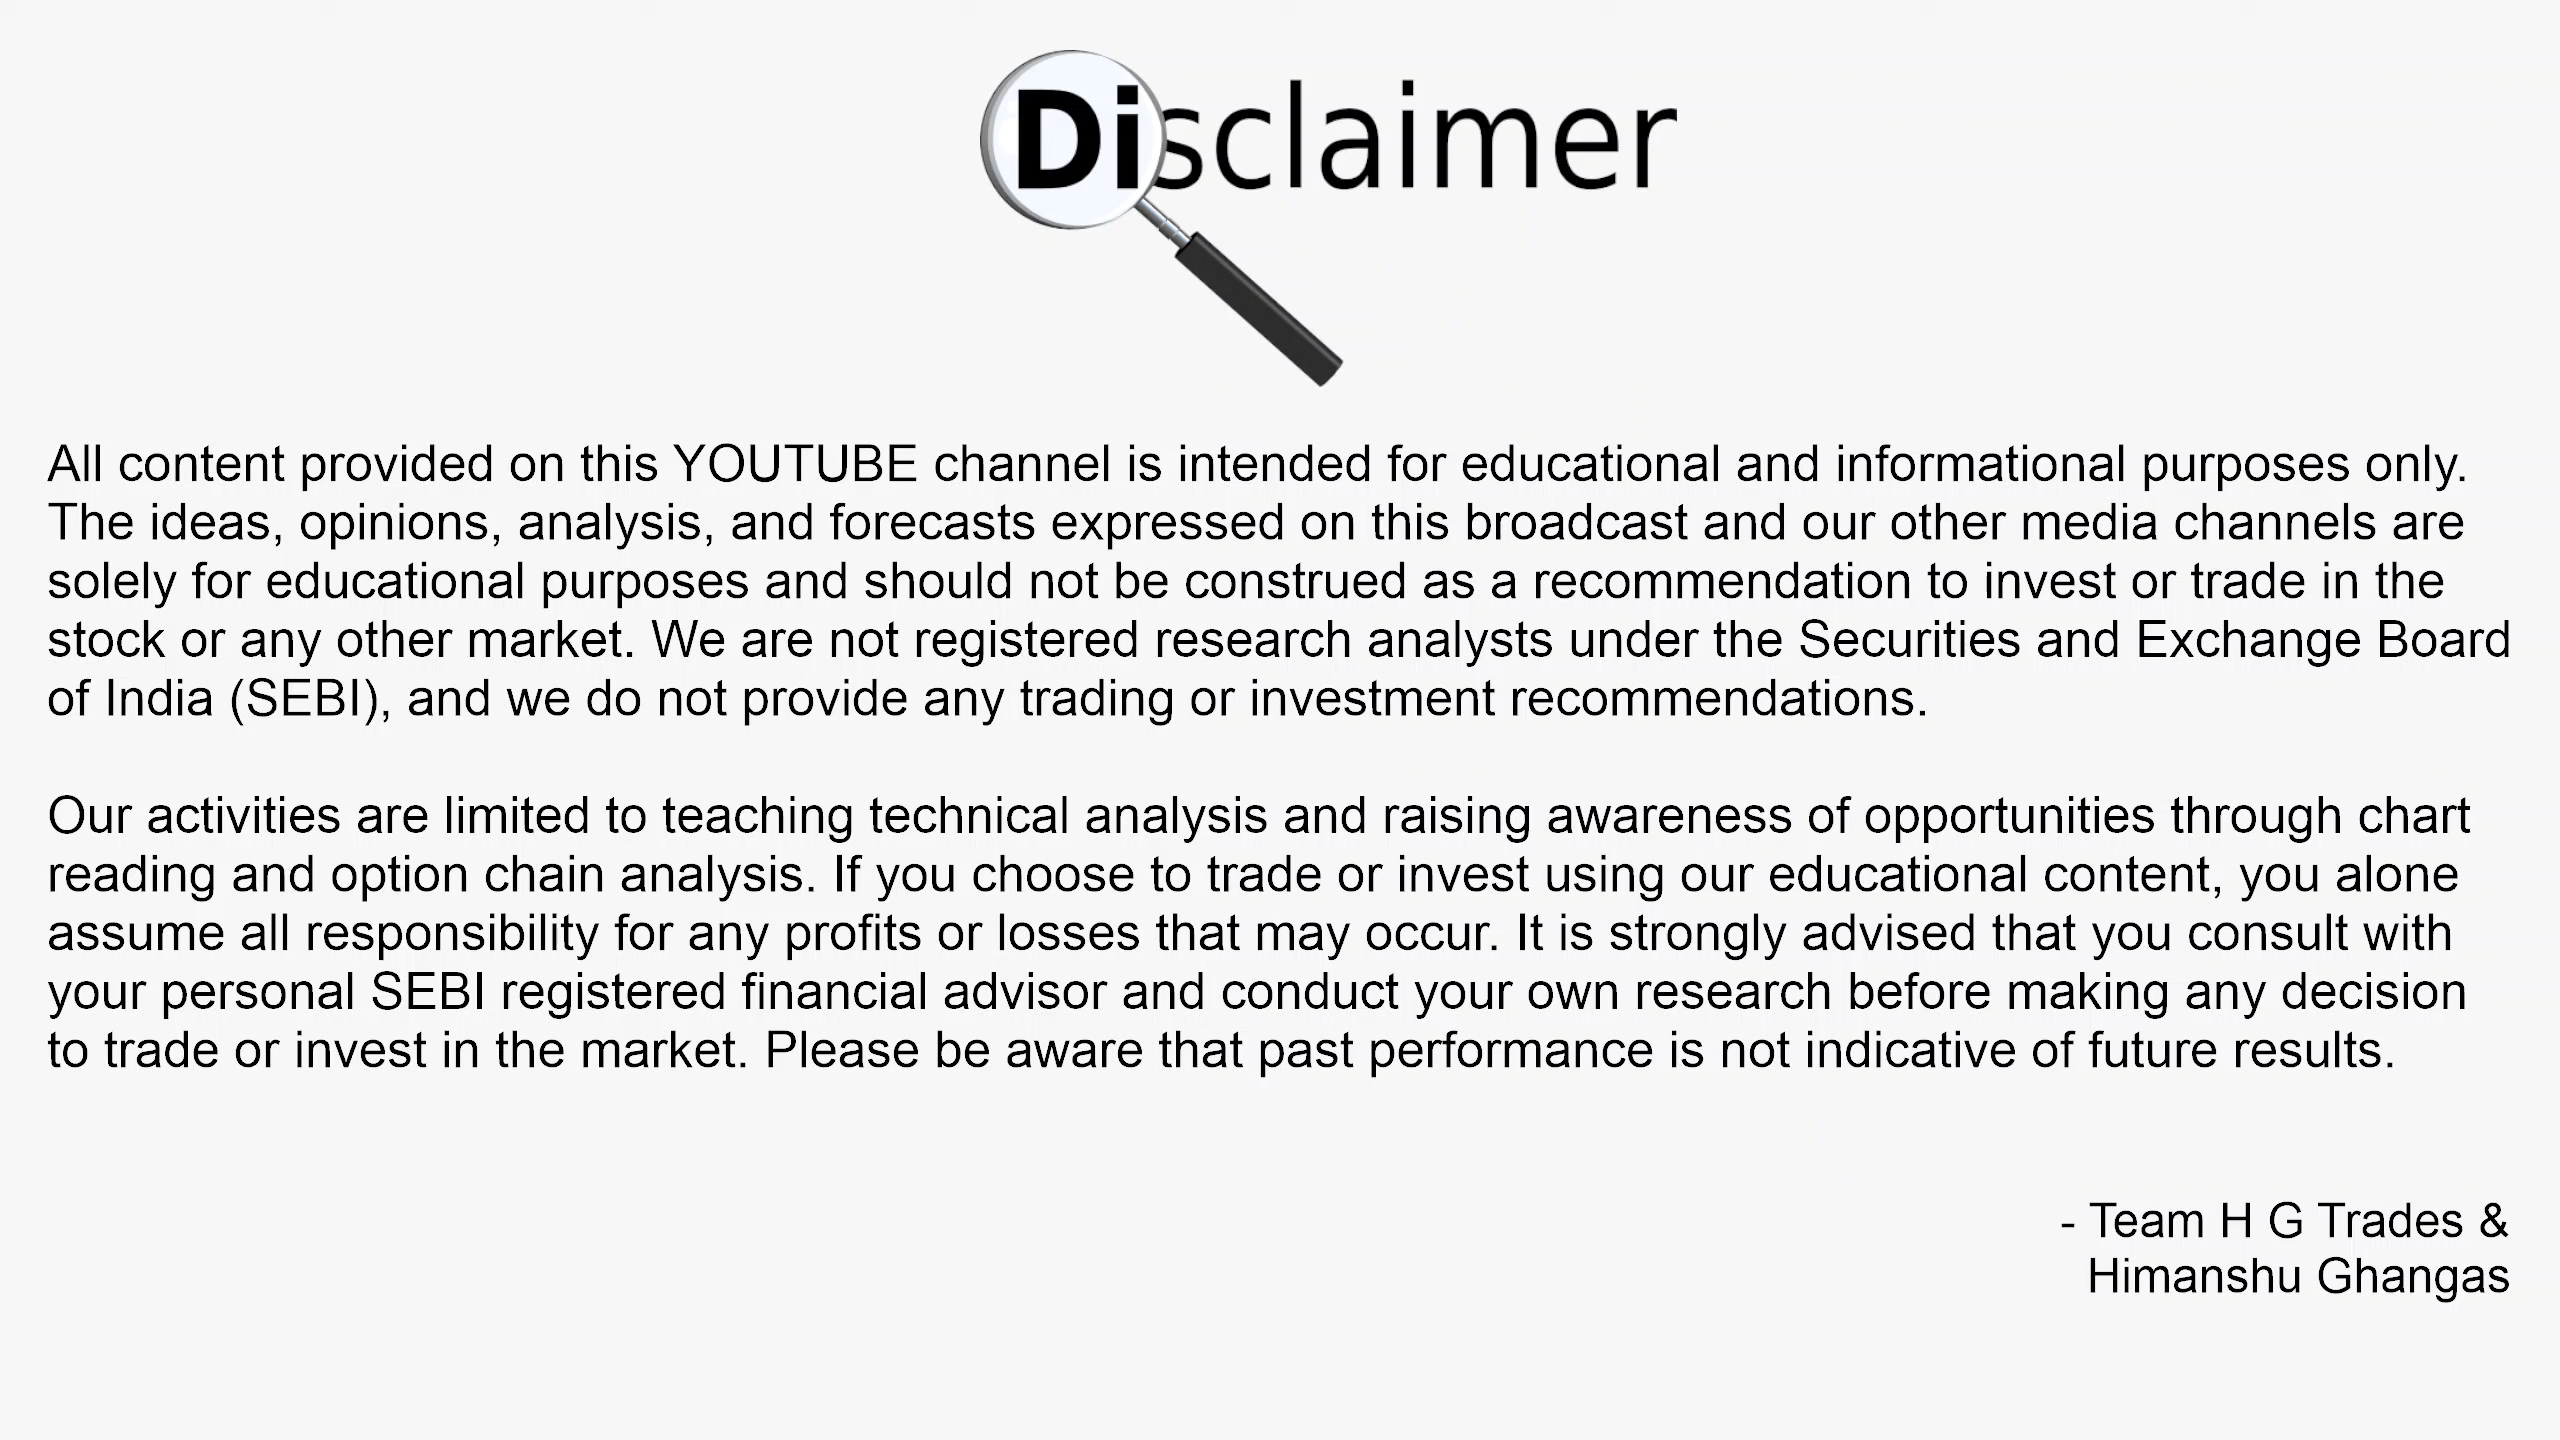 Disclaimer
All content provided on this YOUTUBE channel is intended for educational and informational purposes only.
The ideas, opinions, analysis, and forecasts expressed on this broadcast and our other media channels are
solely for educational purposes and should not be construed as a recommendation to invest or trade in the
stock or any other market. We are not registered research analysts under the Securities and Exchange Board
of India (SEBI), and we do not provide any trading or investment recommendations.
Our activities are limited to teaching technical analysis and raising awareness of opportunities through chart
reading and option chain analysis. If you choose to trade or invest using our educational content, you alone
assume all responsibility for any profits or losses that may occur. It is strongly advised that you consult with
your personal SEBI registered financial advisor and conduct your own research before making any decision
to trade or invest in the market. Please be aware that past performance is not indicative of future results.
- Team H G Trades &
Himanshu Ghangas